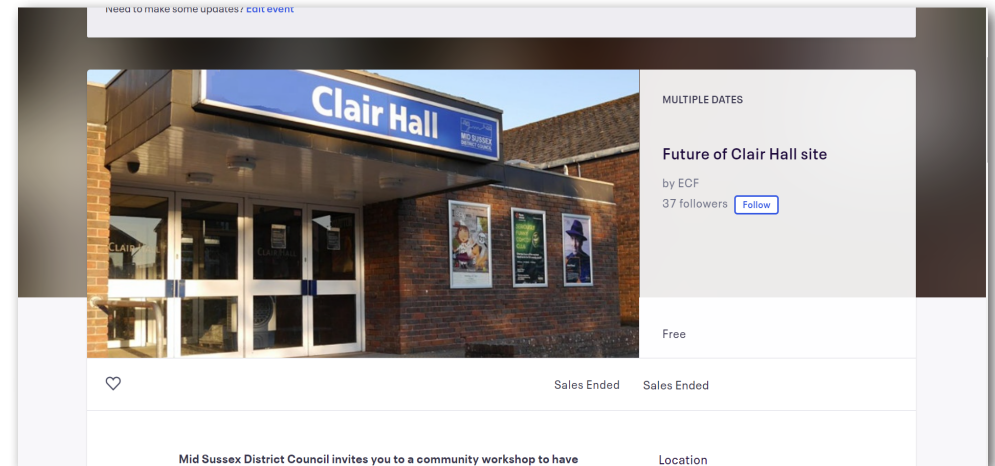 Need to make some updates? Edit event
Clair Hall
MID SUSSEX
DISTRICT COUNCIL
CLAIR HALL
MULTIPLE DATES
Future of Clair Hall site
by ECF
37 followers Follow
Free
Sales Ended Sales Ended
Mid Sussex District Council invites you to a community workshop to have
Location